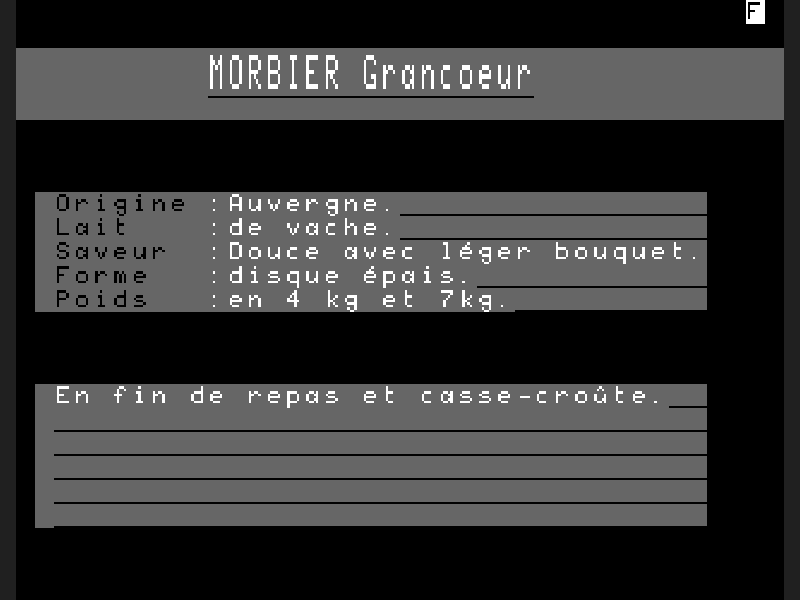 F
MORBIER Grancoeur
Origine :Auvergne.
Lait :de vache.
Saveur :Douce avec léger bouquet.
Forme :disque épais.
Poids :en 4 kg et 7kg.
En fin de repas et casse-croûte.